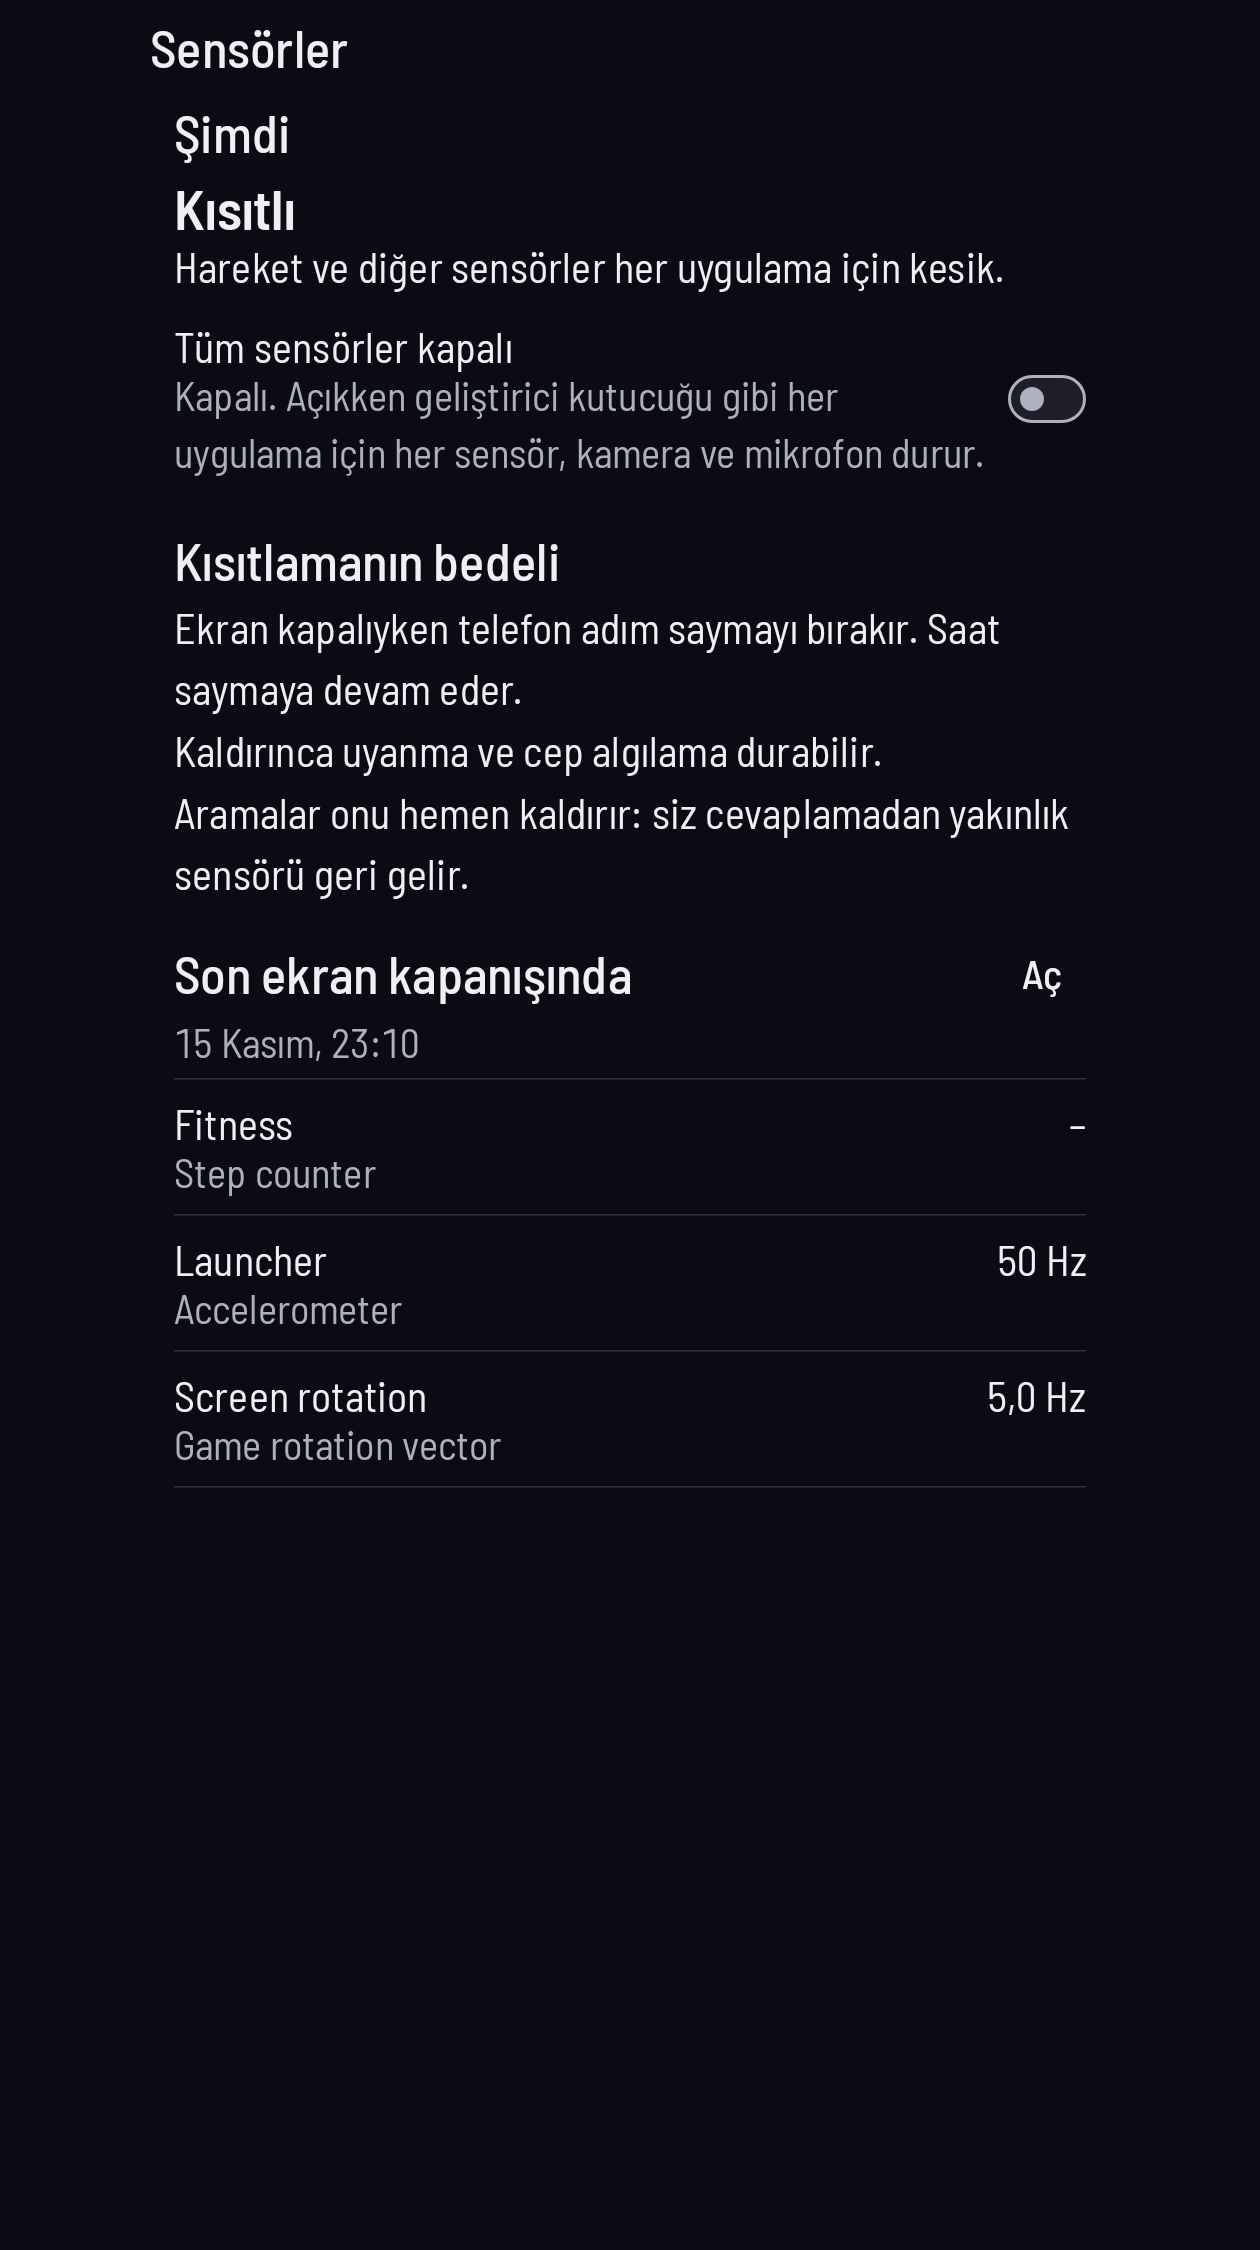 Sensörler
Şimdi
Kısıtlı
Hareket ve diğer sensörler her uygulama için kesik.
Tüm sensörler kapalı
Kapalı. Açıkken geliştirici kutucuğu gibi her
uygulama için her sensör, kamera ve mikrofon durur.
Kısıtlamanın bedeli
Ekran kapalıyken telefon adım saymayı bırakır. Saat
saymaya devam eder.
Kaldırınca uyanma ve cep algılama durabilir.
Aramalar onu hemen kaldırır: siz cevaplamadan yakınlık
sensörü geri gelir.
Son ekran kapanışında Aç
15 Kasım, 23:10
Fitness –
Step counter
Launcher 50 Hz
Accelerometer
Screen rotation 5,0 Hz
Game rotation vector